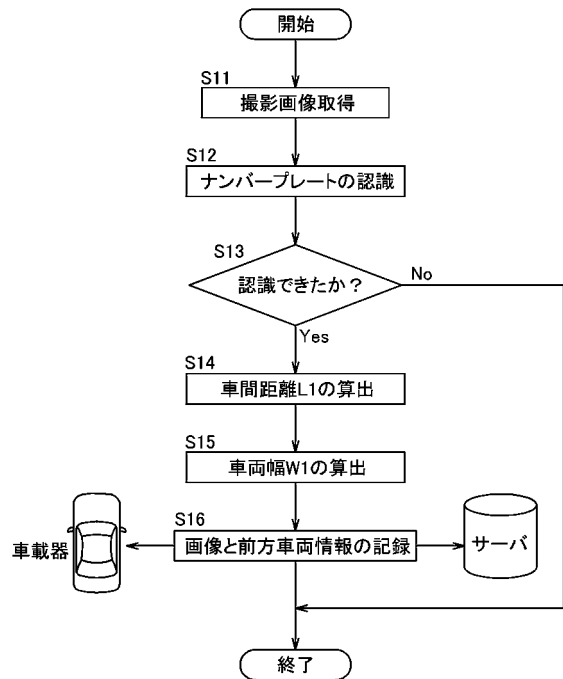 開始
S11
撮影画像取得
S12
ナンバープレートの認識
S13
認識できたか？
No
Yes
S14
車間距離L1の算出
S15
車両幅W1の算出
S16
車載器
画像と前方車両情報の記録
サーバ
終了